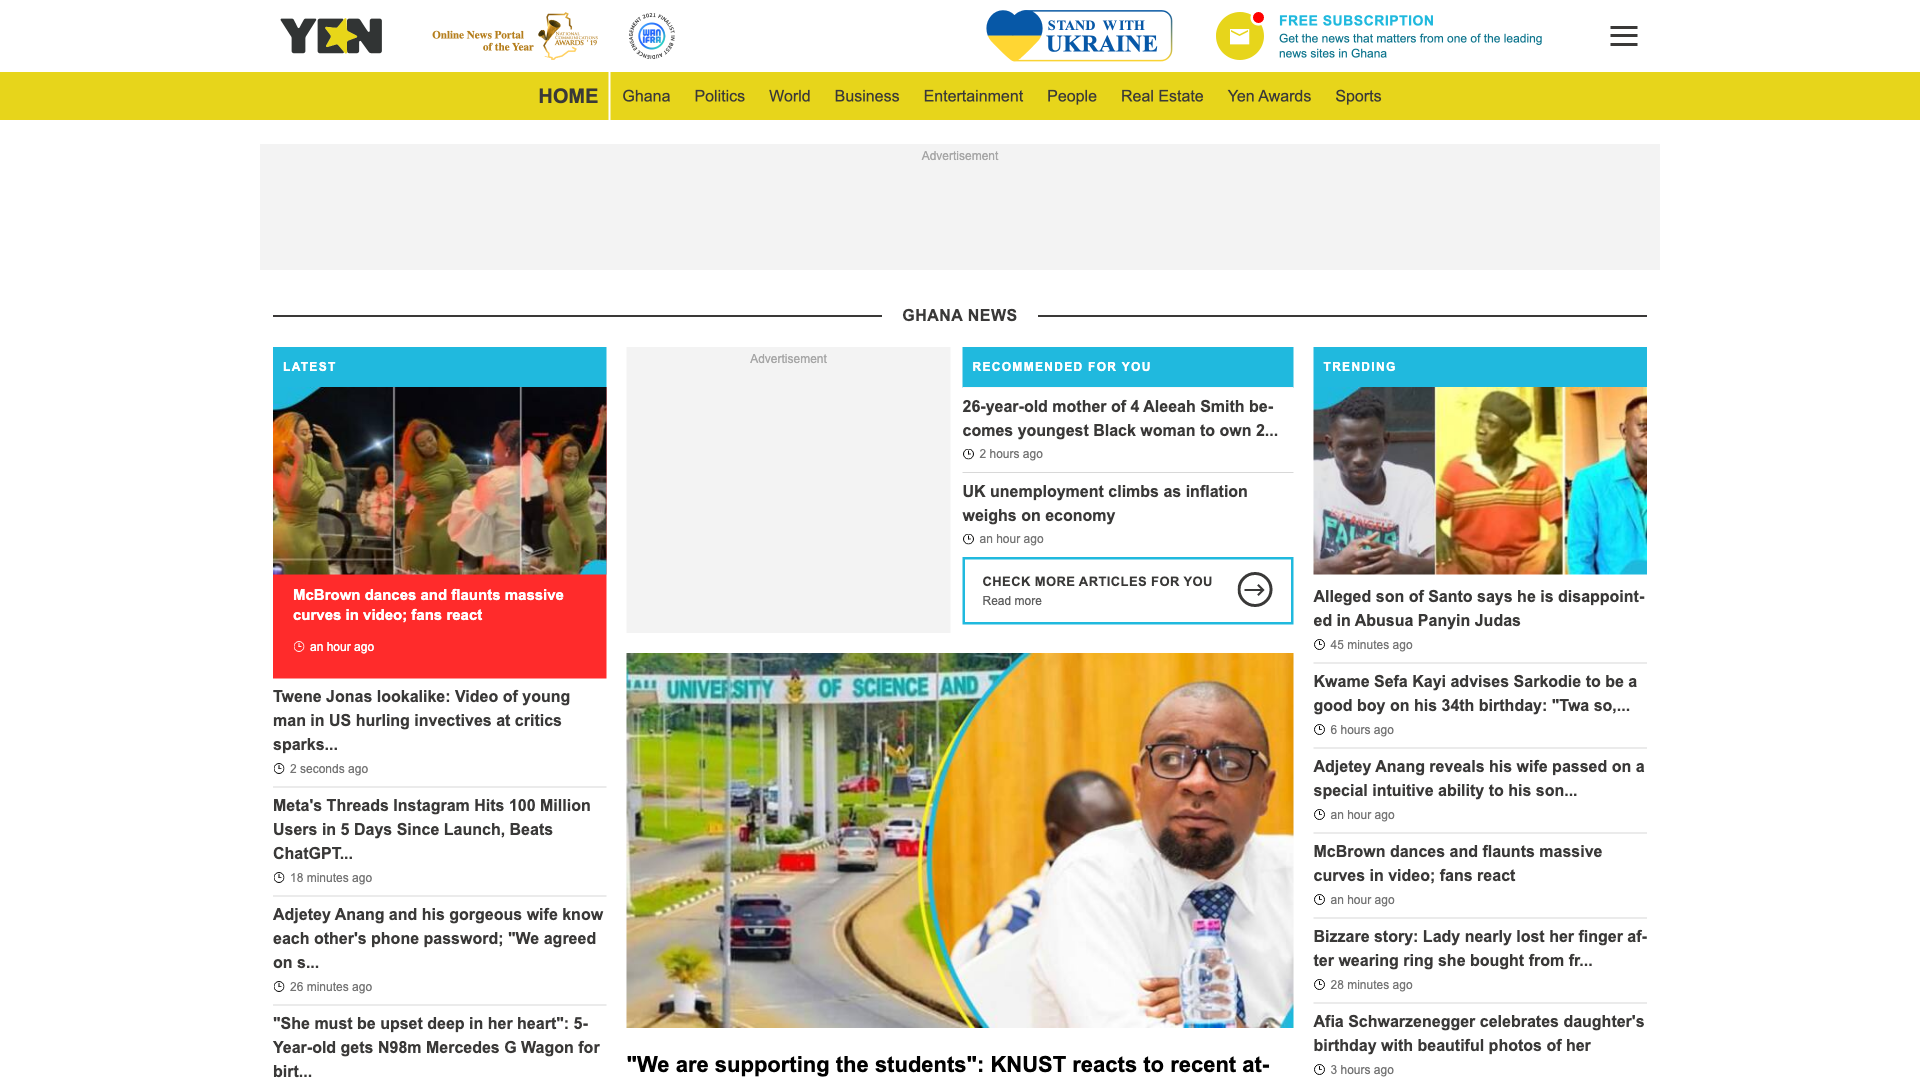 YEN
Online News Portal
of the Year
NATIONAL
COMMUNICATIONS
AWARDS '19
WAN
IFRA
STAND WITH
UKRAINE
FREE SUBSCRIPTION
Get the news that matters from one of the leading
news sites in Ghana
HOME
Ghana
Politics
World
Business
Entertainment
People
Real Estate
Yen Awards
Sports
Advertisement
GHANA NEWS
LATEST
McBrown dances and flaunts massive
curves in video; fans react
an hour ago
Twene Jonas lookalike: Video of young
man in US hurling invectives at critics
sparks...
2 seconds ago
Meta's Threads Instagram Hits 100 Million
Users in 5 Days Since Launch, Beats
ChatGPT...
18 minutes ago
Adjetey Anang and his gorgeous wife know
each other's phone password; "We agreed
on s...
26 minutes ago
"She must be upset deep in her heart": 5-
Year-old gets N98m Mercedes G Wagon for
birt...
Advertisement
RECOMMENDED FOR YOU
26-year-old mother of 4 Aleeah Smith be-
comes youngest Black woman to own 2...
2 hours ago
UK unemployment climbs as inflation
weighs on economy
an hour ago
CHECK MORE ARTICLES FOR YOU
Read more
UNIVERSITY OF SCIENCE AND
"We are supporting the students": KNUST reacts to recent at-
TRENDING
Alleged son of Santo says he is disappoint-
ed in Abusua Panyin Judas
45 minutes ago
Kwame Sefa Kayi advises Sarkodie to be a
good boy on his 34th birthday: "Twa so,...
6 hours ago
Adjetey Anang reveals his wife passed on a
special intuitive ability to his son...
an hour ago
McBrown dances and flaunts massive
curves in video; fans react
an hour ago
Bizzare story: Lady nearly lost her finger af-
ter wearing ring she bought from fr...
28 minutes ago
Afia Schwarzenegger celebrates daughter's
birthday with beautiful photos of her
3 hours ago